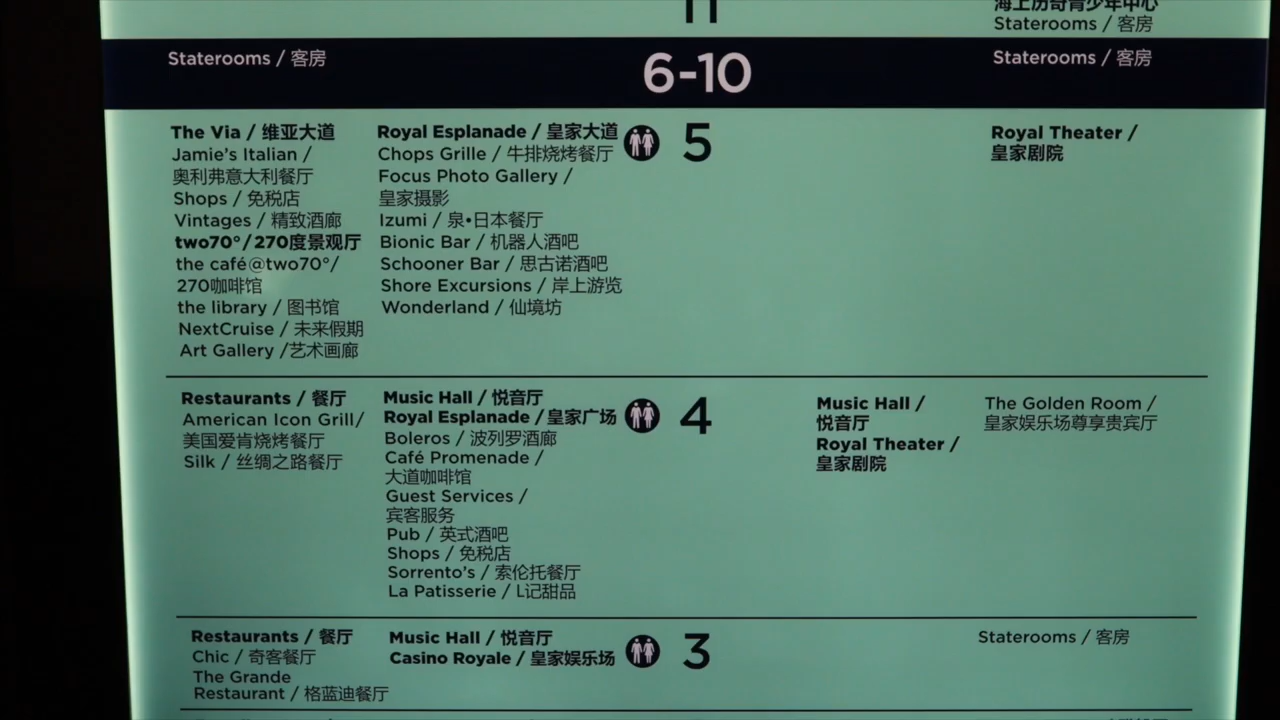 11
海上历奇青少年中心
Staterooms / 客房
Staterooms / 客房
6-10
Staterooms / 客房
The Via / 维亚大道
Jamie's Italian /
奥利弗意大利餐厅
Shops / 免税店
Vintages / 精致酒廊
two70°/270度景观厅
the café@two70°/
270咖啡馆
the library / 图书馆
NextCruise / 未来假期
Art Gallery /艺术画廊
Royal Esplanade / 皇家大道
Chops Grille / 牛排烧烤餐厅
Focus Photo Gallery /
皇家摄影
Izumi / 泉•日本餐厅
Bionic Bar / 机器人酒吧
Schooner Bar / 思古诺酒吧
Shore Excursions / 岸上游览
Wonderland / 仙境坊
5
Royal Theater /
皇家剧院
Restaurants / 餐厅
American Icon Grill/
美国爱肯烧烤餐厅
Silk / 丝绸之路餐厅
Music Hall / 悦音厅
Royal Esplanade / 皇家广场
Boleros / 波列罗酒廊
Café Promenade /
大道咖啡馆
Guest Services /
宾客服务
Pub / 英式酒吧
Shops / 免税店
Sorrento's / 索伦托餐厅
La Patisserie / L记甜品
4
Music Hall /
悦音厅
Royal Theater /
皇家剧院
The Golden Room /
皇家娱乐场尊享贵宾厅
Restaurants / 餐厅
Chic / 奇客餐厅
The Grande
Restaurant / 格蓝迪餐厅
Music Hall / 悦音厅
Casino Royale / 皇家娱乐场
3
Staterooms / 客房